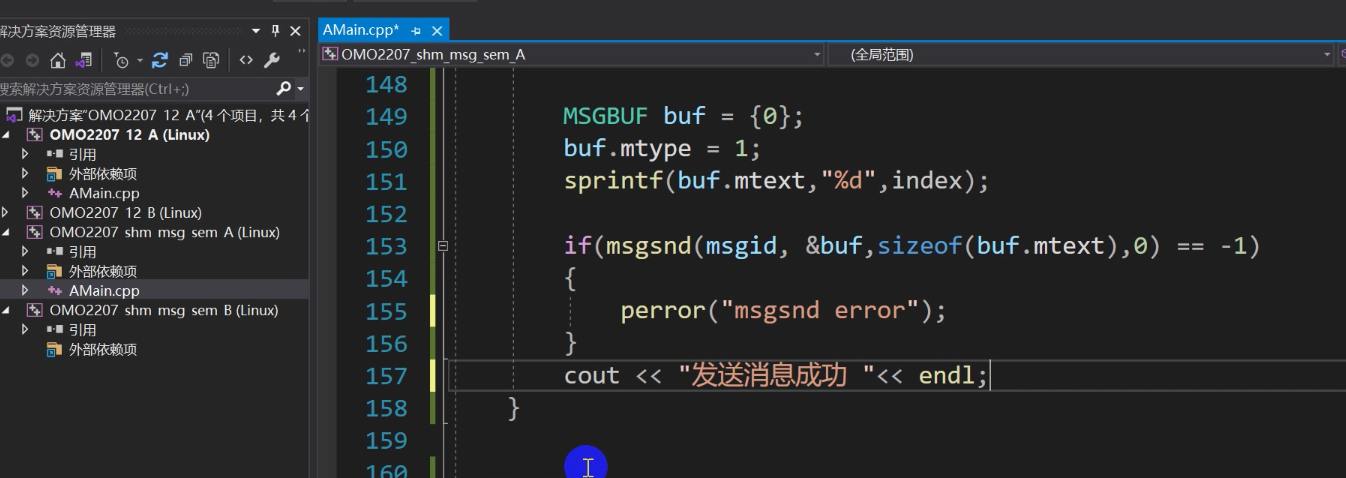 解决方案资源管理器
搜索解决方案资源管理器(Ctrl+;)
解决方案"OMO2207 12 A"(4 个项目，共 4 个
OMO2207 12 A (Linux)
引用
外部依赖项
AMain.cpp
OMO2207 12 B (Linux)
OMO2207 shm msg sem A (Linux)
引用
外部依赖项
AMain.cpp
OMO2207 shm msg sem B (Linux)
引用
外部依赖项
AMain.cpp*
OMO2207_shm_msg_sem_A
(全局范围)
148
149 MSGBUF buf = {0};
150 buf.mtype = 1;
151 sprintf(buf.mtext,"%d",index);
152
153 if(msgsnd(msgid, &buf,sizeof(buf.mtext),0) == -1)
154 {
155 perror("msgsnd error");
156 }
157 cout << "发送消息成功 "<< endl;
158 }
159
160